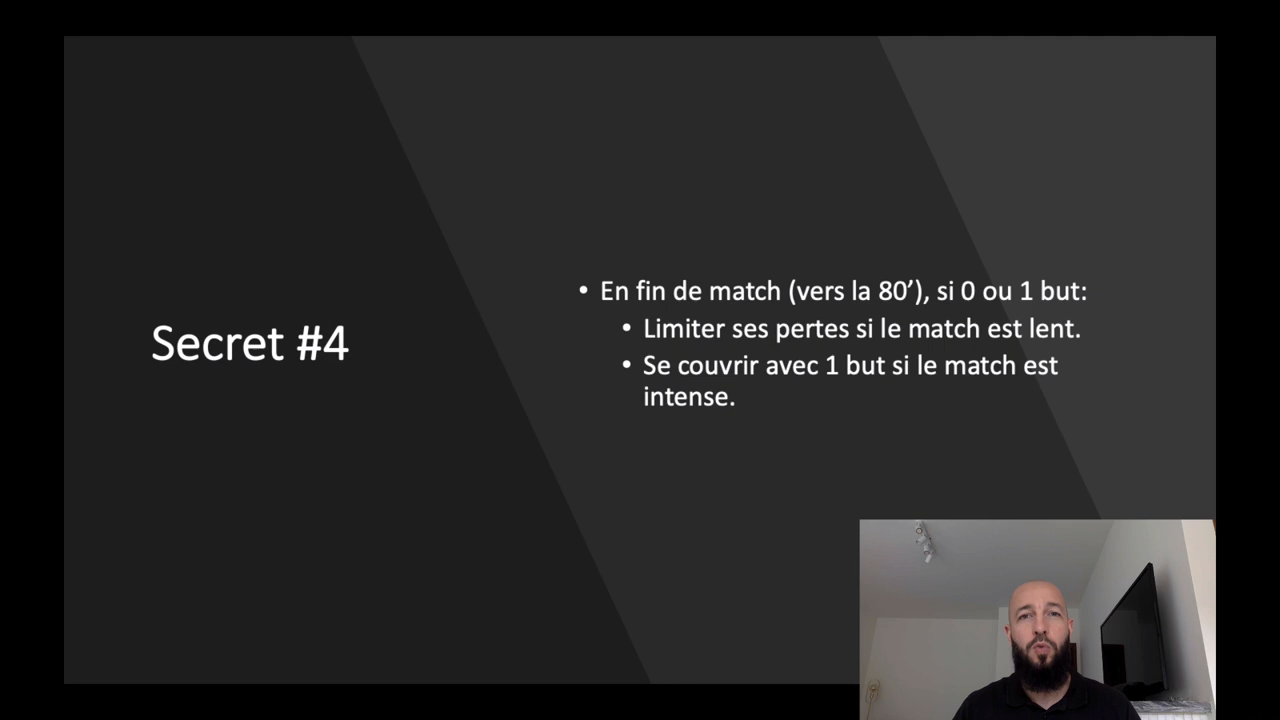 Secret #4
• En fin de match (vers la 80’), si 0 ou 1 but:
• Limiter ses pertes si le match est lent.
• Se couvrir avec 1 but si le match est
intense.